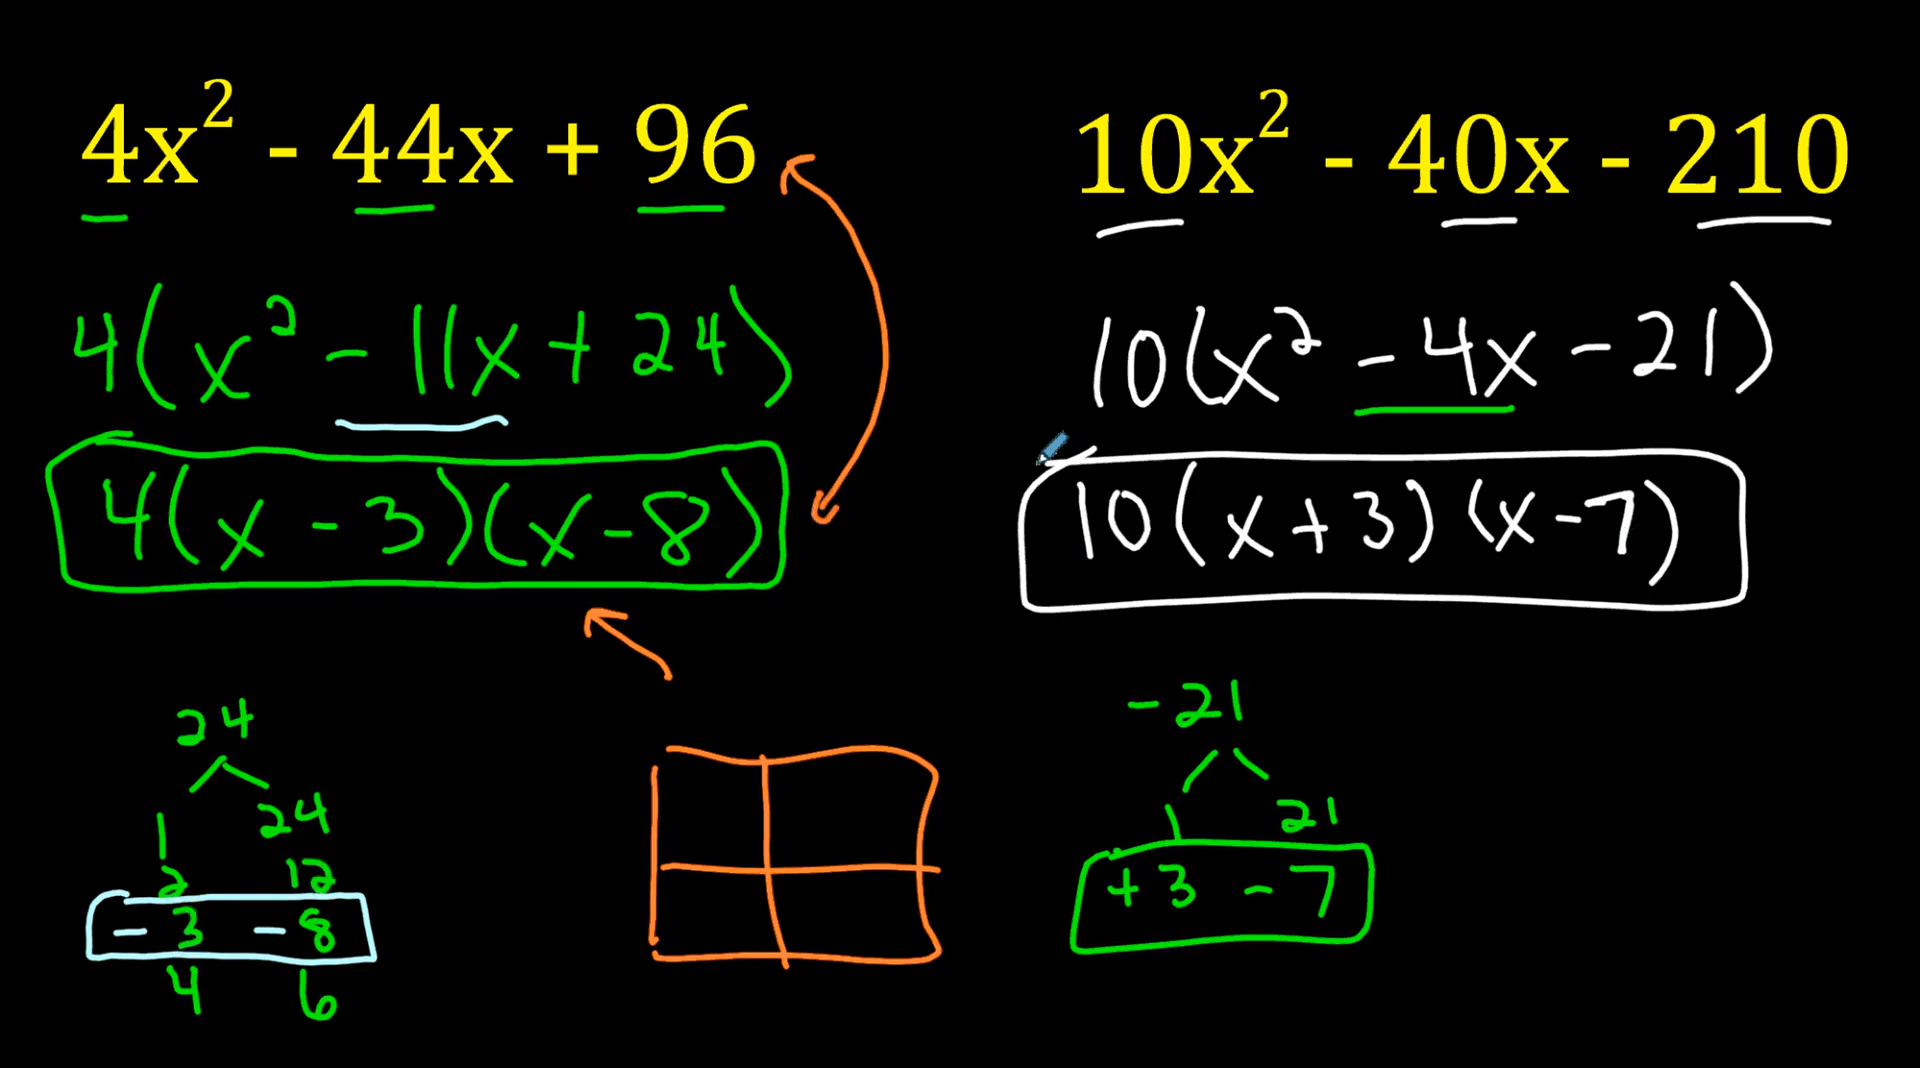 4x² - 44x + 96
4(x² - 11x + 24)
4(x - 3)(x - 8)
24
1 24
2 12
- 3 - 8
4 6
10x² - 40x - 210
10(x² - 4x - 21)
10(x + 3)(x - 7)
- 21
1 21
+ 3 - 7